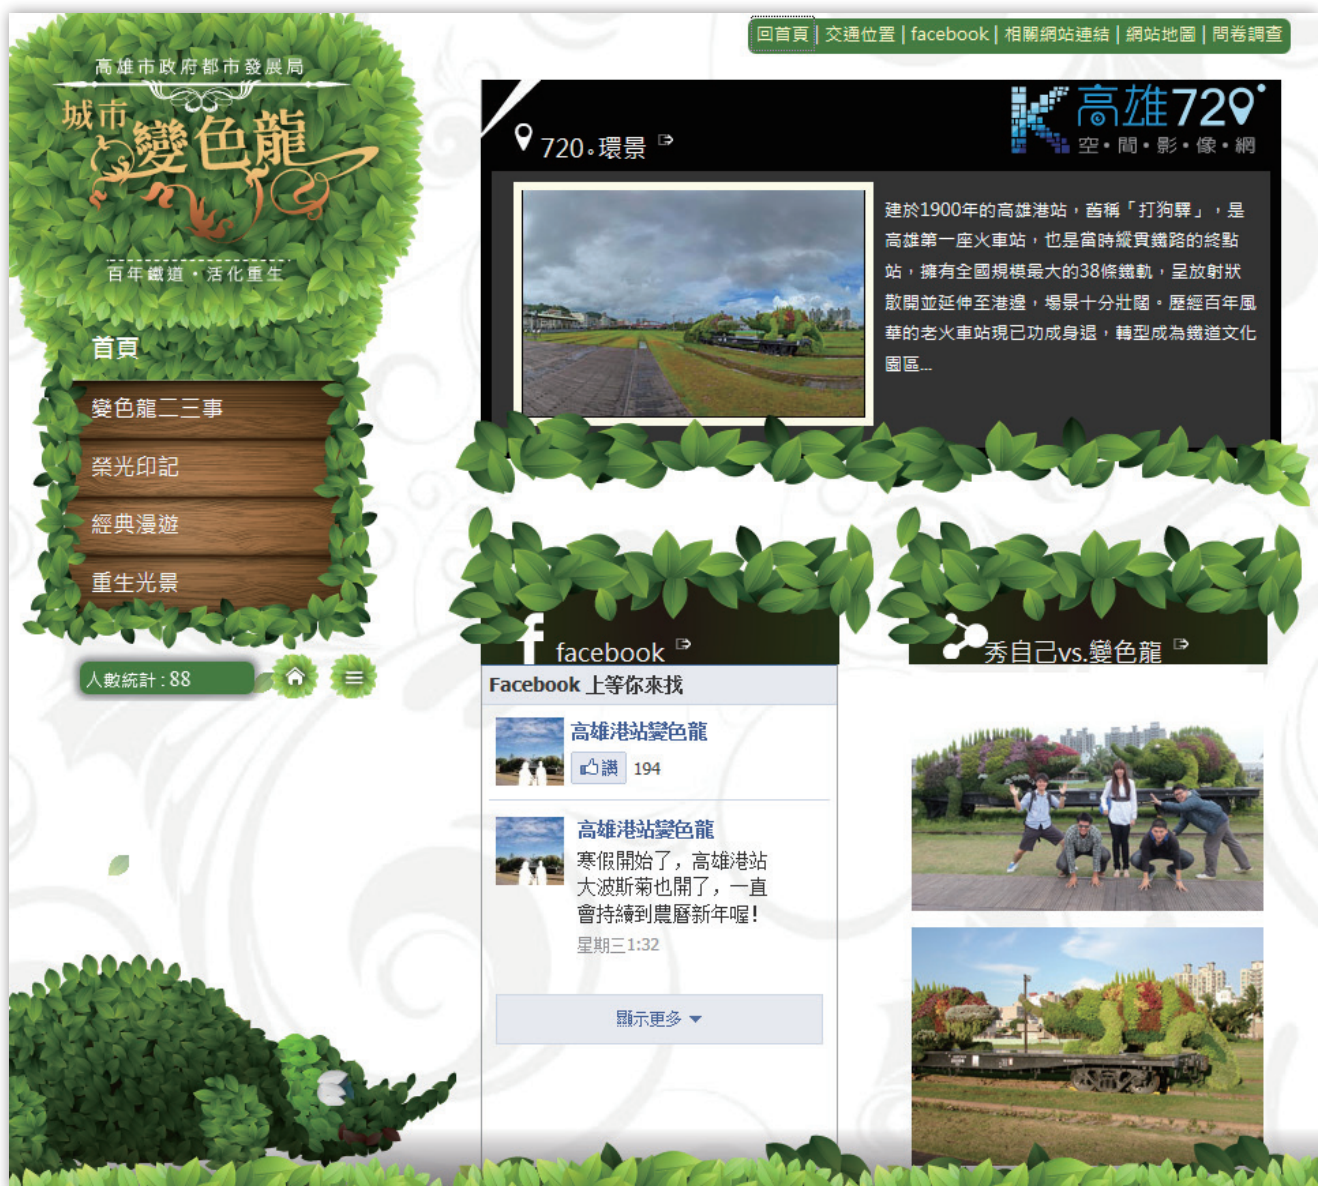 回首頁 | 交通位置 | facebook | 相關網站連結 | 網站地圖 | 問卷調查
高雄市政府都市發展局
城市
變色龍
百年鐵道・活化重生
首頁
變色龍二三事
榮光印記
經典漫遊
重生光景
人數統計 : 88
720。環景
高雄720°
空・間・影・像・網
建於1900年的高雄港站，舊稱「打狗驛」，是
高雄第一座火車站，也是當時縱貫鐵路的終點
站，擁有全國規模最大的38條鐵軌，呈放射狀
散開並延伸至港邊，場景十分壯闊。歷經百年風
華的老火車站現已功成身退，轉型成為鐵道文化
園區...
facebook
Facebook 上等你來找
高雄港站變色龍
讚 194
高雄港站變色龍
寒假開始了，高雄港站
大波斯菊也開了，一直
會持續到農曆新年喔！
星期三1:32
顯示更多
秀自己vs.變色龍